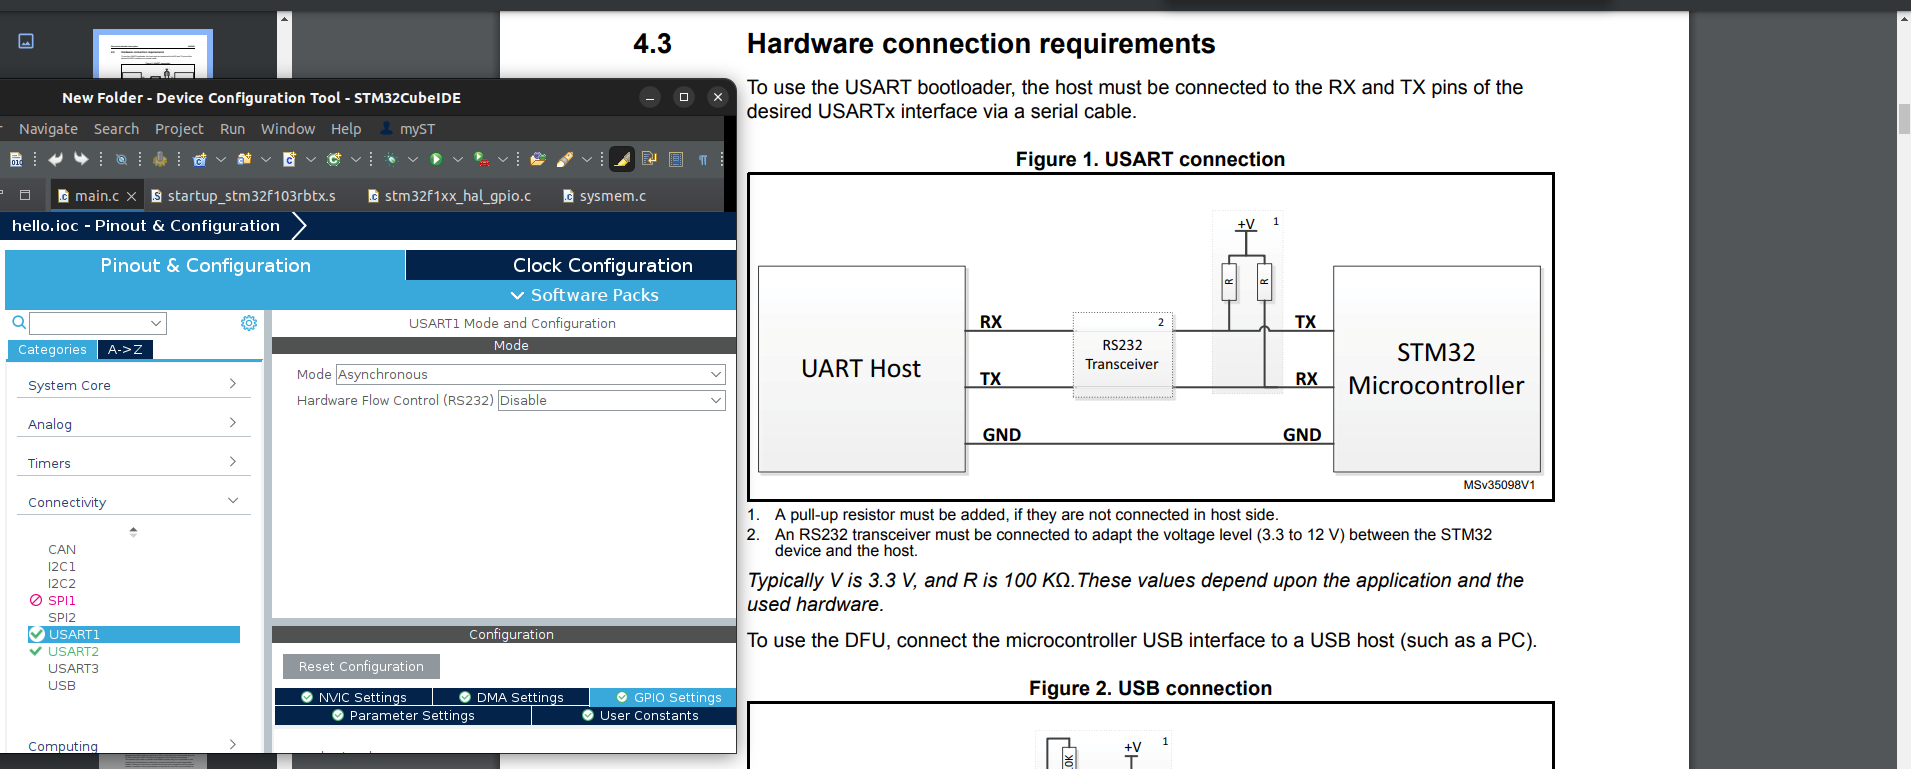 New Folder - Device Configuration Tool - STM32CubeIDE
Navigate Search Project Run Window Help myST
main.c startup_stm32f103rbtx.s stm32f1xx_hal_gpio.c sysmem.c
hello.ioc - Pinout & Configuration
Pinout & Configuration Clock Configuration
Software Packs
Categories A->Z
System Core
Analog
Timers
Connectivity
CAN
I2C1
I2C2
SPI1
SPI2
USART1
USART2
USART3
USB
Computing
USART1 Mode and Configuration
Mode
Mode Asynchronous
Hardware Flow Control (RS232) Disable
Configuration
Reset Configuration
NVIC Settings DMA Settings GPIO Settings
Parameter Settings User Constants
4.3 Hardware connection requirements
To use the USART bootloader, the host must be connected to the RX and TX pins of the
desired USARTx interface via a serial cable.
Figure 1. USART connection
+V 1
R R
RX 2 TX
RS232
Transceiver
UART Host
STM32
Microcontroller
TX RX
GND GND
MSv35098V1
1. A pull-up resistor must be added, if they are not connected in host side.
2. An RS232 transceiver must be connected to adapt the voltage level (3.3 to 12 V) between the STM32
device and the host.
Typically V is 3.3 V, and R is 100 KΩ.These values depend upon the application and the
used hardware.
To use the DFU, connect the microcontroller USB interface to a USB host (such as a PC).
Figure 2. USB connection
+V 1